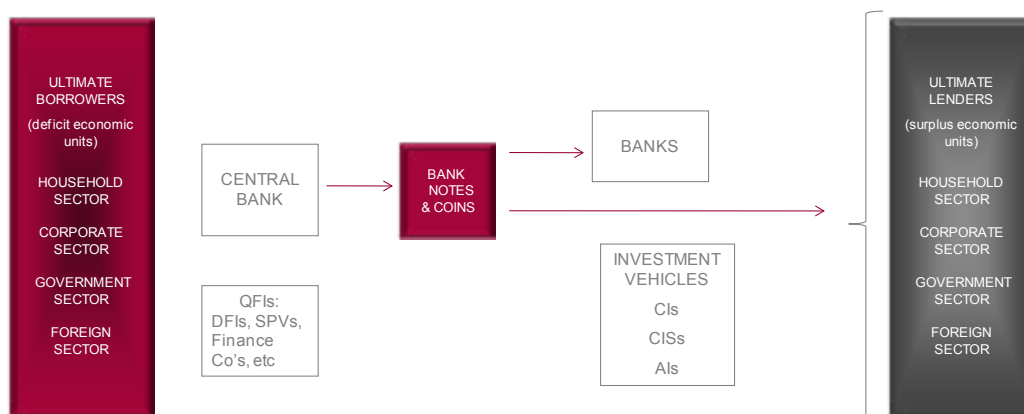 ULTIMATE
BORROWERS
(deficit economic
units)
HOUSEHOLD
SECTOR
CORPORATE
SECTOR
GOVERNMENT
SECTOR
FOREIGN
SECTOR
CENTRAL
BANK
QFIs:
DFIs, SPVs,
Finance
Co's, etc
BANK
NOTES
& COINS
BANKS
INVESTMENT
VEHICLES
CIs
CISs
AIs
ULTIMATE
LENDERS
(surplus economic
units)
HOUSEHOLD
SECTOR
CORPORATE
SECTOR
GOVERNMENT
SECTOR
FOREIGN
SECTOR